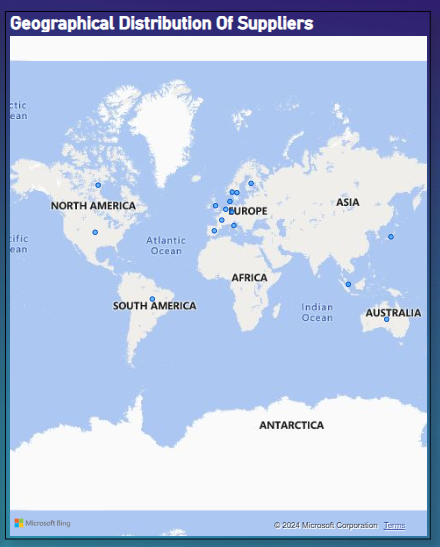 Geographical Distribution Of Suppliers
ctic
ean
NORTH AMERICA
ASIA
EUROPE
cific
ean
Atlantic
Ocean
AFRICA
SOUTH AMERICA
Indian
Ocean
AUSTRALIA
ANTARCTICA
Microsoft Bing
© 2024 Microsoft Corporation Terms